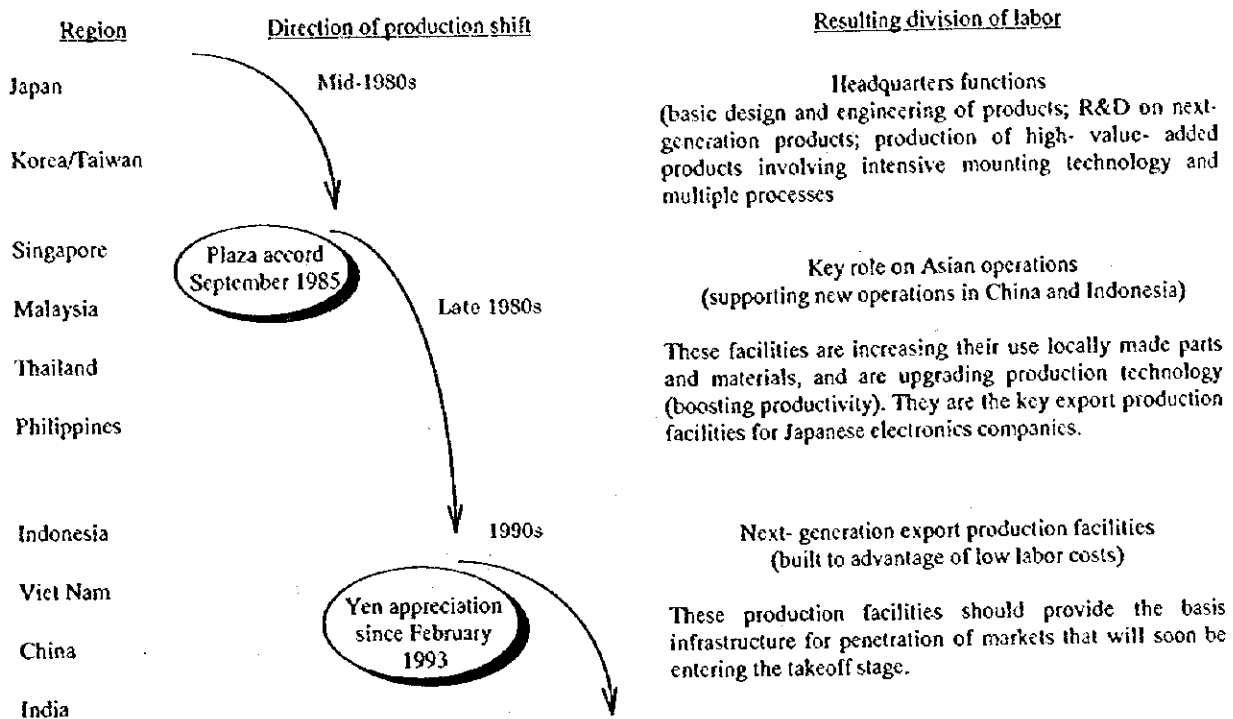 Region Direction of production shift Resulting division of labor
Japan
Mid-1980s
Korea/Taiwan
Headquarters functions
(basic design and engineering of products; R&D on next-
generation products; production of high- value- added
products involving intensive mounting technology and
multiple processes
Singapore
Malaysia
Thailand
Philippines
Plaza accord
September 1985
Late 1980s
Key role on Asian operations
(supporting new operations in China and Indonesia)
These facilities are increasing their use locally made parts
and materials, and are upgrading production technology
(boosting productivity). They are the key export production
facilities for Japanese electronics companies.
Indonesia
Viet Nam
China
India
1990s
Yen appreciation
since February
1993
Next- generation export production facilities
(built to advantage of low labor costs)
These production facilities should provide the basis
infrastructure for penetration of markets that will soon be
entering the takeoff stage.